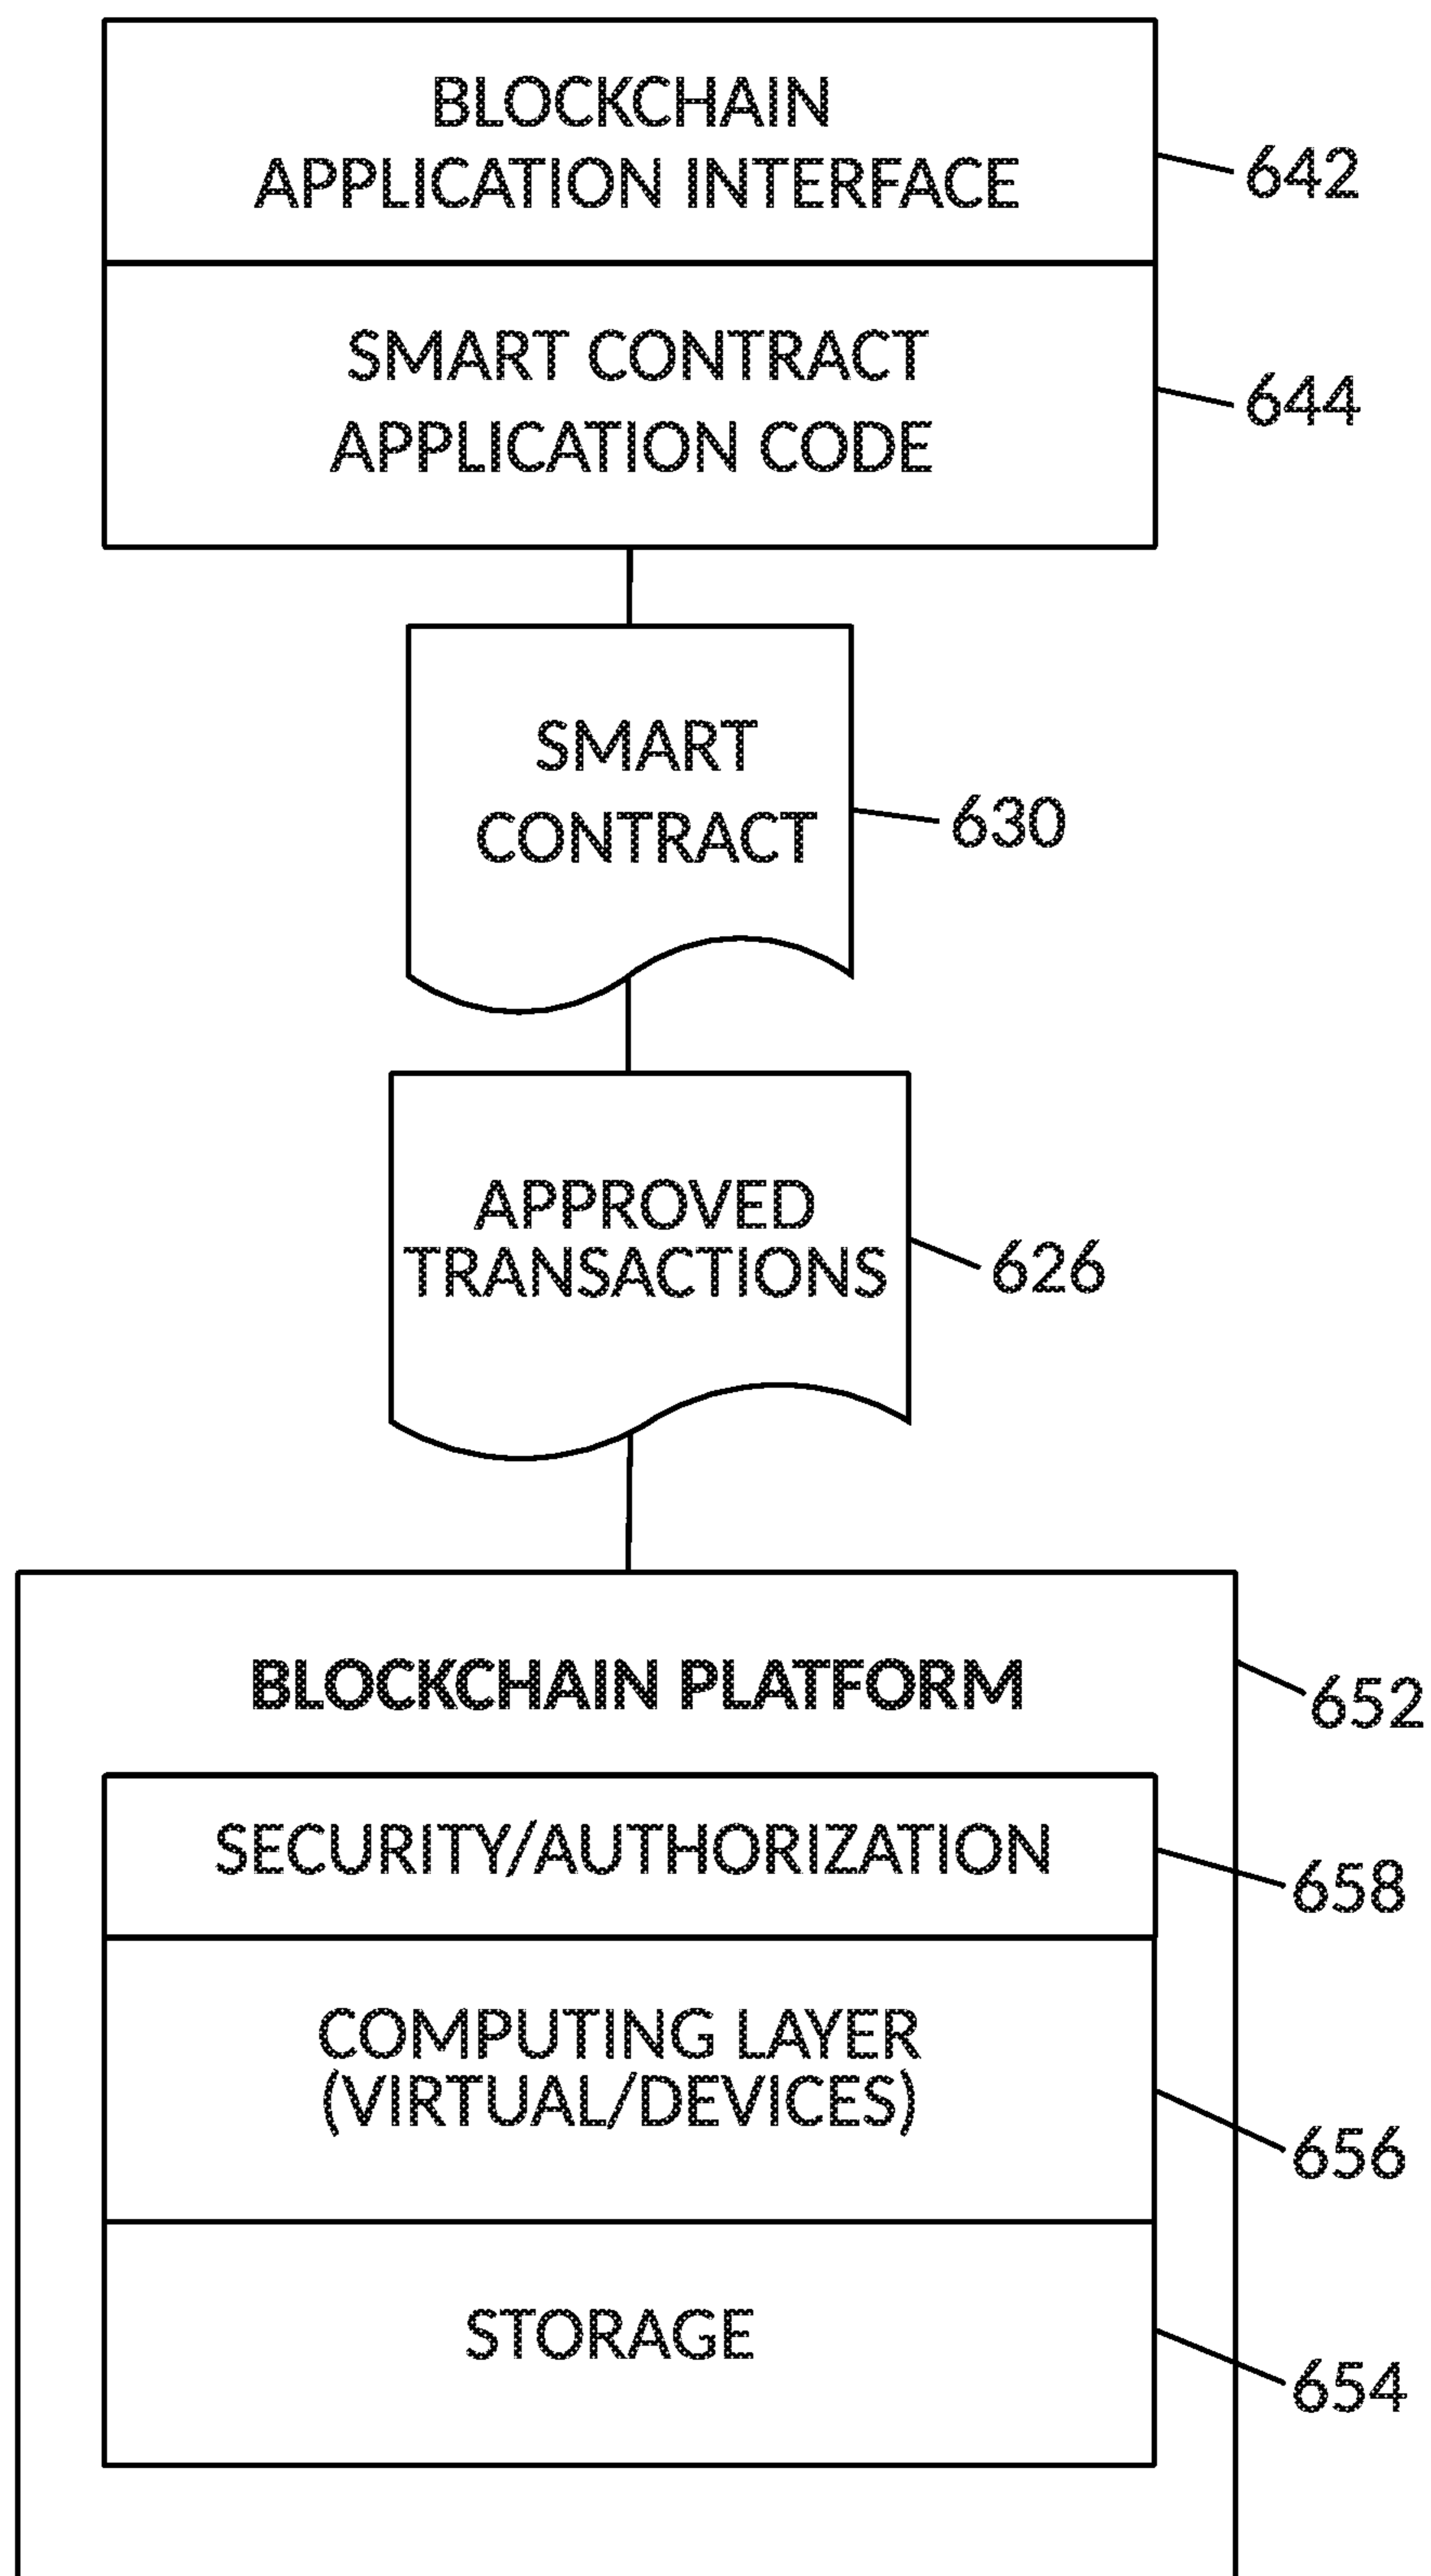 BLOCKCHAIN
APPLICATION INTERFACE
642
SMART CONTRACT
APPLICATION CODE
644
SMART
CONTRACT
630
APPROVED
TRANSACTIONS
626
BLOCKCHAIN PLATFORM
652
SECURITY/AUTHORIZATION
658
COMPUTING LAYER
(VIRTUAL/DEVICES)
656
STORAGE
654